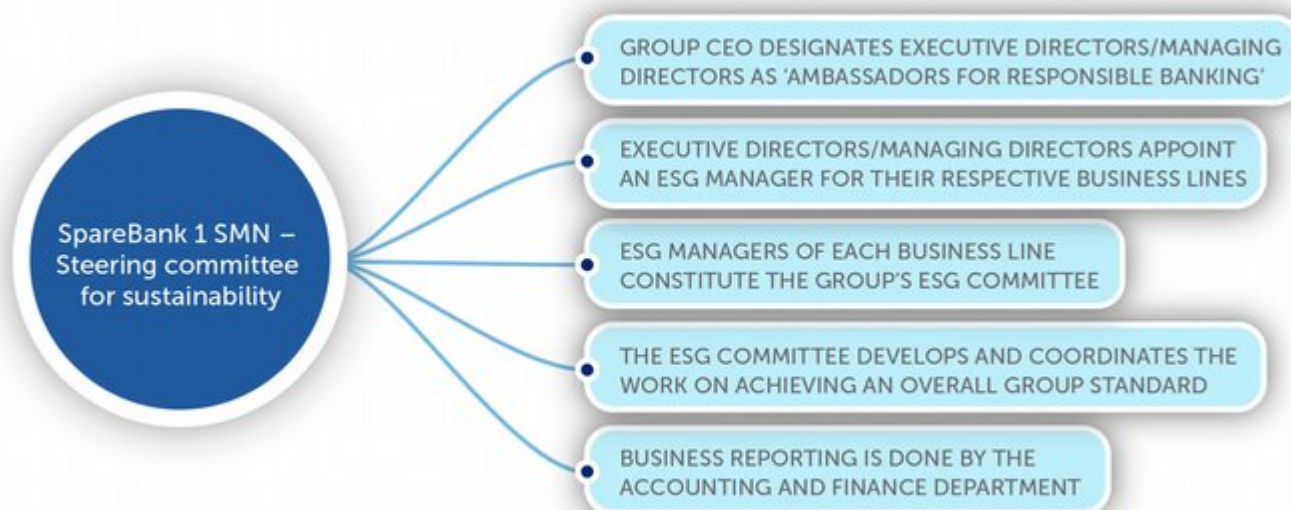 SpareBank 1 SMN –
Steering committee
for sustainability
GROUP CEO DESIGNATES EXECUTIVE DIRECTORS/MANAGING
DIRECTORS AS ‘AMBASSADORS FOR RESPONSIBLE BANKING’
EXECUTIVE DIRECTORS/MANAGING DIRECTORS APPOINT
AN ESG MANAGER FOR THEIR RESPECTIVE BUSINESS LINES
ESG MANAGERS OF EACH BUSINESS LINE
CONSTITUTE THE GROUP’S ESG COMMITTEE
THE ESG COMMITTEE DEVELOPS AND COORDINATES THE
WORK ON ACHIEVING AN OVERALL GROUP STANDARD
BUSINESS REPORTING IS DONE BY THE
ACCOUNTING AND FINANCE DEPARTMENT